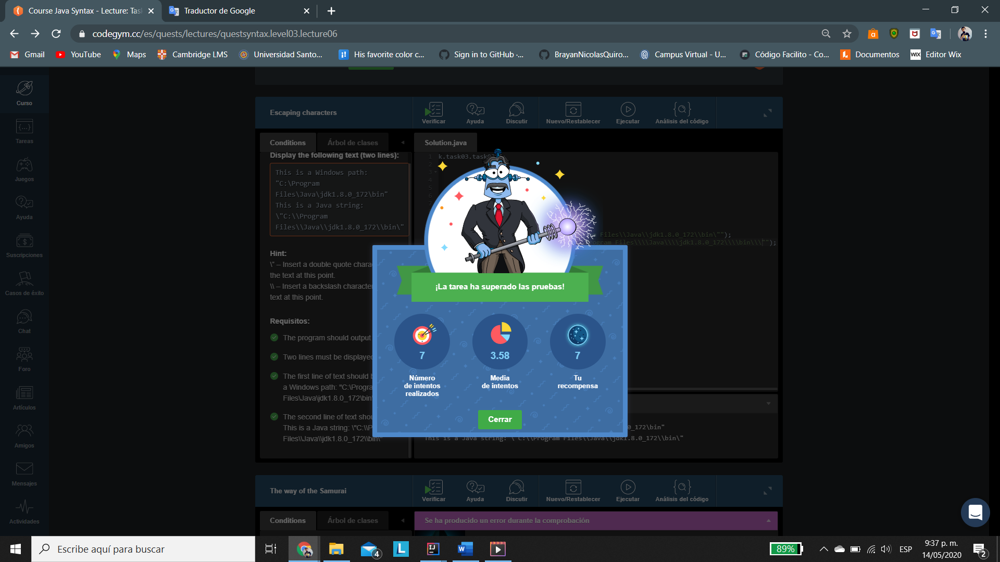 Course Java Syntax - Lecture: Tas
Traductor de Google
codegym.cc/es/quests/lectures/questsyntax.level03.lecture06
Gmail
YouTube
Maps
Cambridge LMS
Universidad Santo...
His favorite color c...
Sign in to GitHub ·...
BrayanNicolasQuiro...
Campus Virtual - U...
Código Facilito - Co...
Documentos
WIX
Editor Wix
Curso
Tareas
Juegos
Ayuda
Suscripciones
Casos de éxito
Chat
Foro
Artículos
Amigos
Mensajes
Actividades
Escaping characters
Verificar
Ayuda
Discutir
Nuevo/Restablecer
Ejecutar
Análisis del código
Conditions
Árbol de clases
Solution.java
Display the following text (two lines):
This is a Windows path:
"C:\Program
Files\Java\jdk1.8.0_172\bin"
This is a Java string:
\"C:\\Program
Files\\Java\\jdk1.8.0_172\\bin\"
Hint:
\" – Insert a double quote chara
the text at this point.
\\ – Insert a backslash character
text at this point.
Requisitos:
The program should output
Two lines must be displayed
The first line of text should b
a Windows path: "C:\Progra
Files\Java\jdk1.8.0_172\bin
The second line of text shou
This is a Java string: \"C:\\P
Files\\Java\\jdk1.8.0_172\\bin\"
1 k.task03.task03
2
3
4
5
6
Files\\Java\\jdk1.8.0_172\\bin\"");
rogram Files\\\\Java\\\\jdk1.8.0_172\\\\bin\\\"");
¡La tarea ha superado las pruebas!
7
Número
de intentos
realizados
3.58
Media
de intentos
7
Tu
recompensa
Cerrar
0_172\bin"
This is a Java string: \"C:\\Program Files\\Java\\jdk1.8.0_172\\bin\"
The way of the Samurai
Verificar
Ayuda
Discutir
Nuevo/Restablecer
Ejecutar
Análisis del código
Conditions
Árbol de clases
Se ha producido un error durante la comprobación
Escribe aquí para buscar
4
89%
ESP
9:37 p. m.
14/05/2020
2